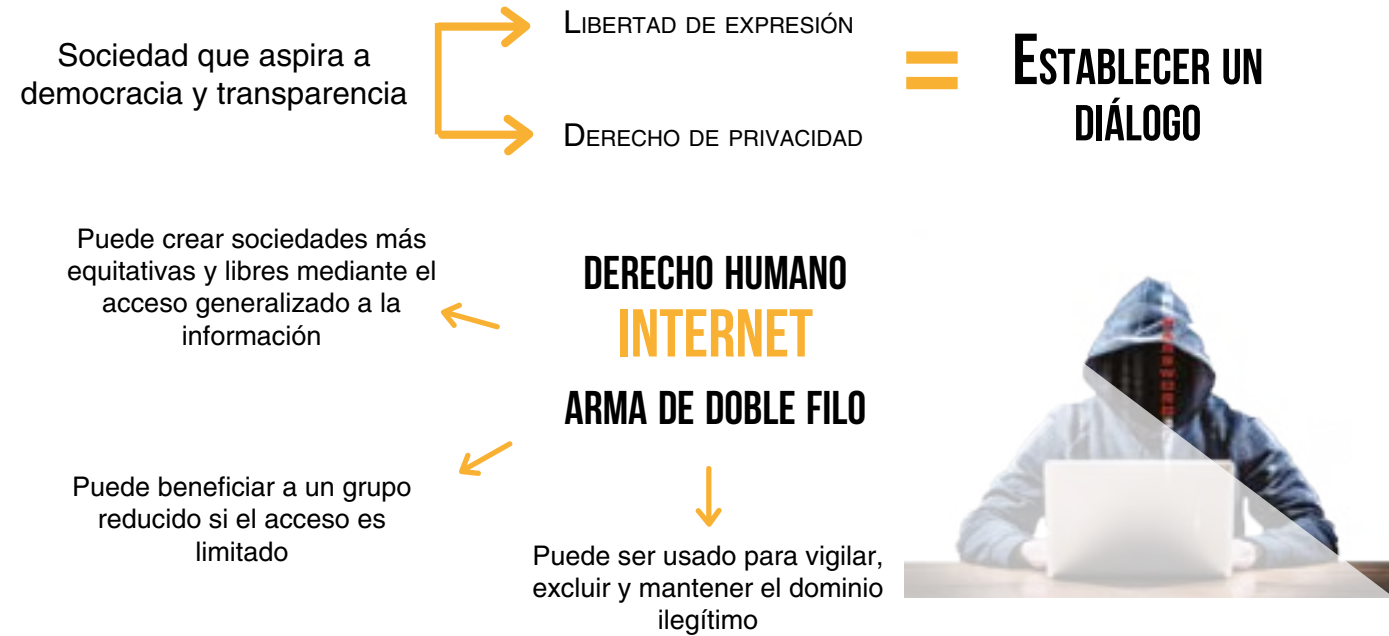 Sociedad que aspira a
democracia y transparencia
LIBERTAD DE EXPRESIÓN
DERECHO DE PRIVACIDAD
=
ESTABLECER UN
DIÁLOGO
Puede crear sociedades más
equitativas y libres mediante el
acceso generalizado a la
información
DERECHO HUMANO
INTERNET
ARMA DE DOBLE FILO
Puede beneficiar a un grupo
reducido si el acceso es
limitado
Puede ser usado para vigilar,
excluir y mantener el dominio
ilegítimo